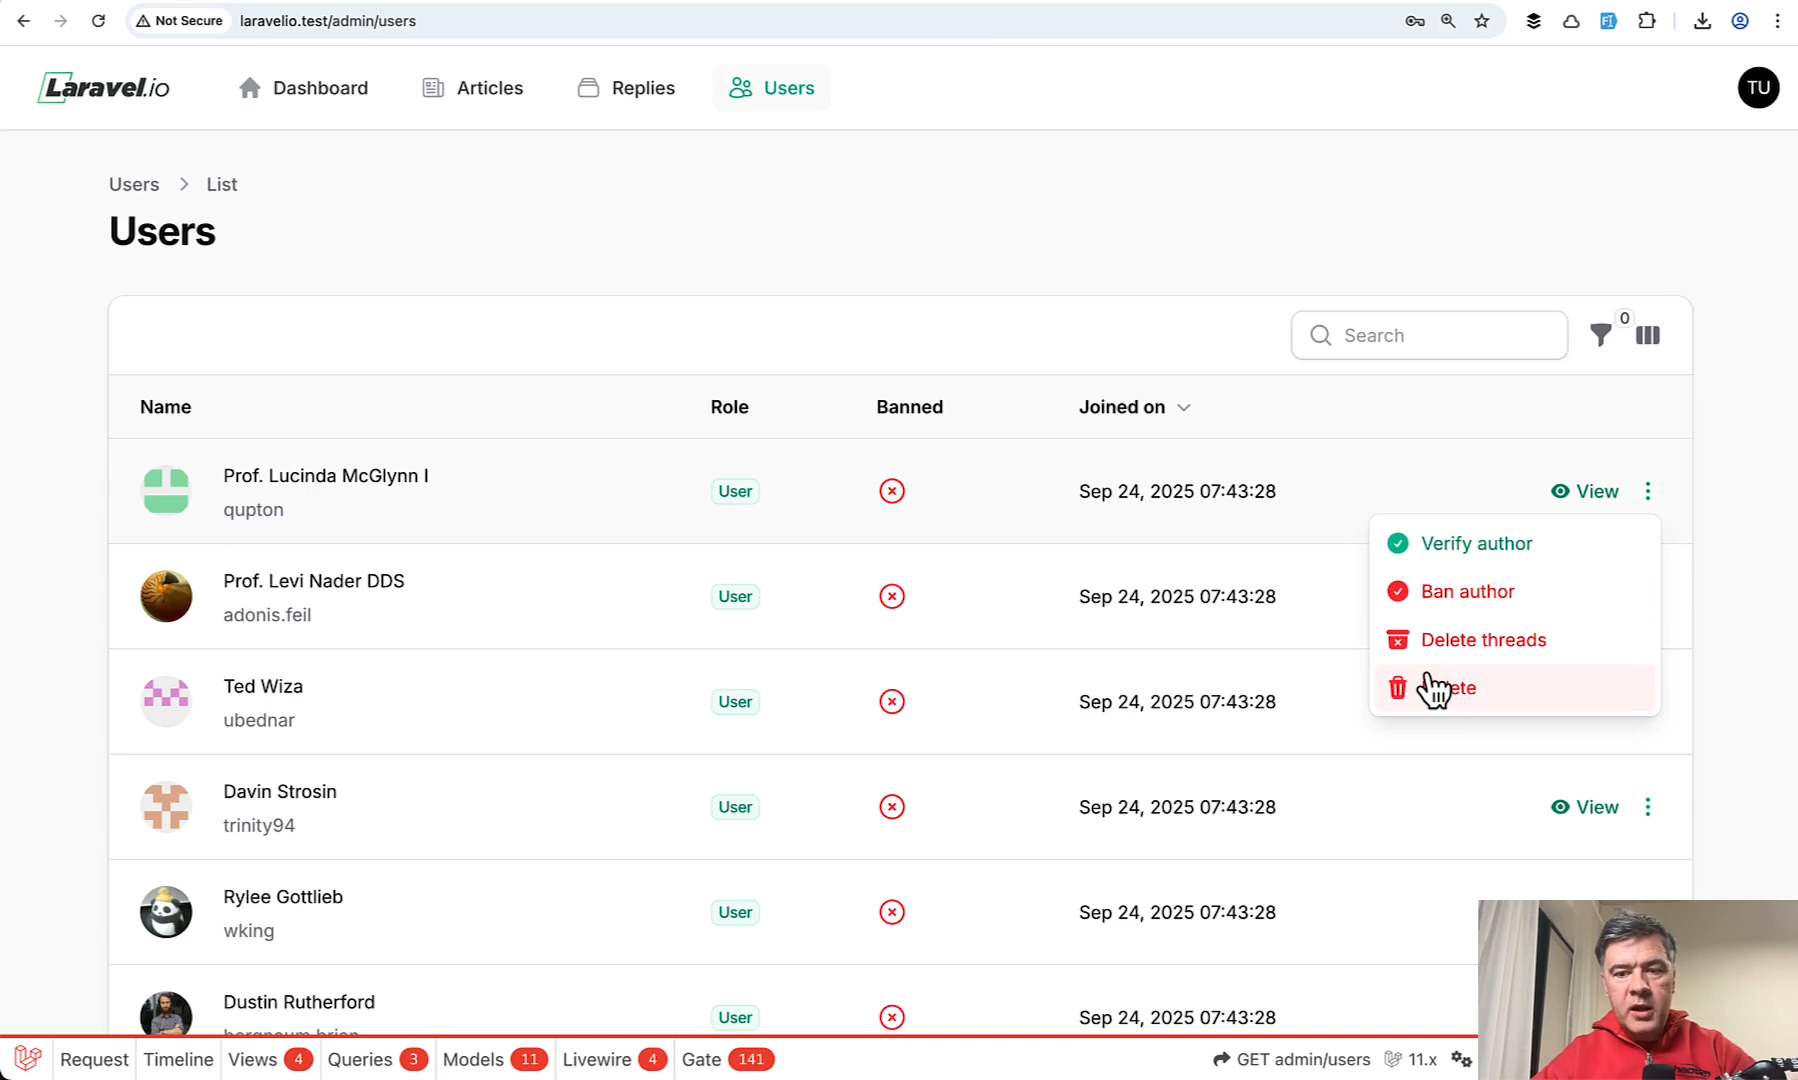 Not Secure laravelio.test/admin/users
Laravel.io Dashboard Articles Replies Users TU
Users List
Users
Search 0
Name Role Banned Joined on
Prof. Lucinda McGlynn I
qupton
User Sep 24, 2025 07:43:28 View
Verify author
Ban author
Delete threads
Prof. Levi Nader DDS
adonis.feil
User Sep 24, 2025 07:43:28
Ted Wiza
ubednar
User Sep 24, 2025 07:43:28
Davin Strosin
trinity94
User Sep 24, 2025 07:43:28 View
Rylee Gottlieb
wking
User Sep 24, 2025 07:43:28
Dustin Rutherford
User Sep 24, 2025 07:43:28
Request Timeline Views 4 Queries 3 Models 11 Livewire 4 Gate 141 GET admin/users 11.x